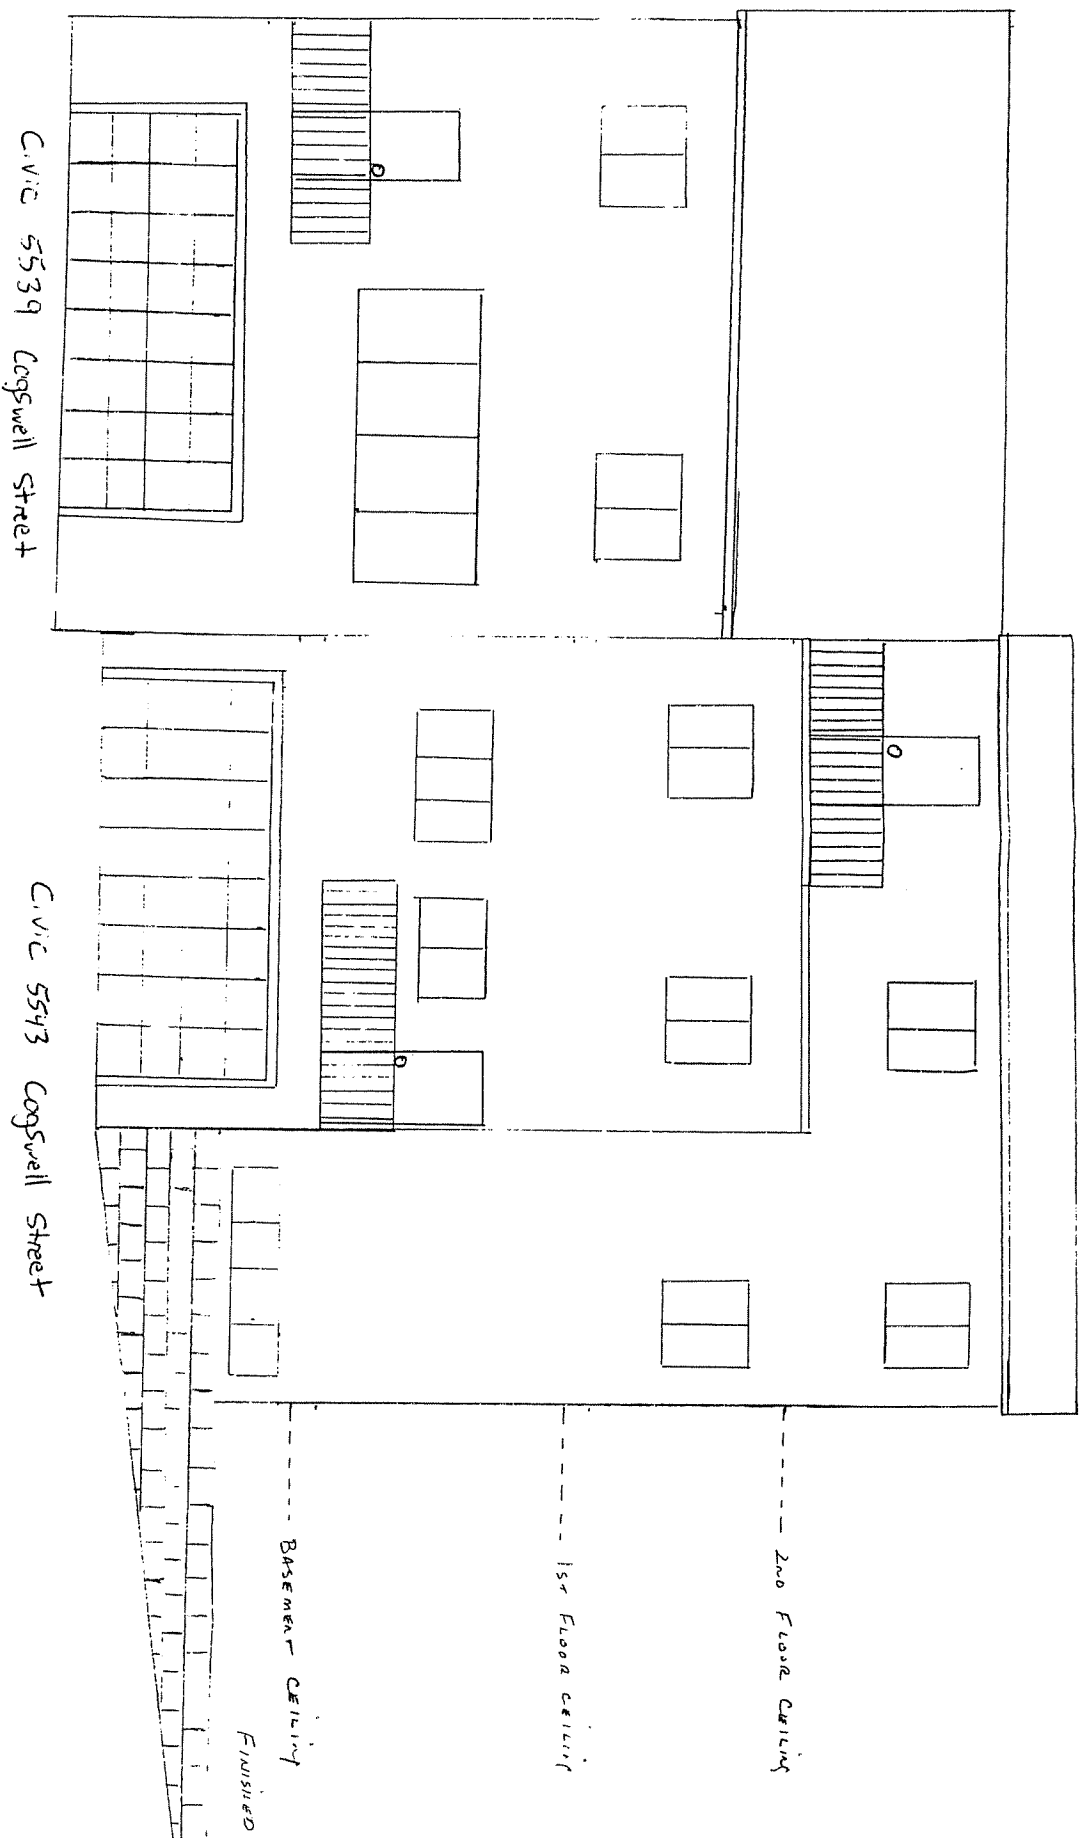 2ND FLOOR CEILING
1ST FLOOR CEILING
BASEMENT CEILING
FINISHED
Civic 5539 Cogswell Street
Civic 5543 Cogswell Street